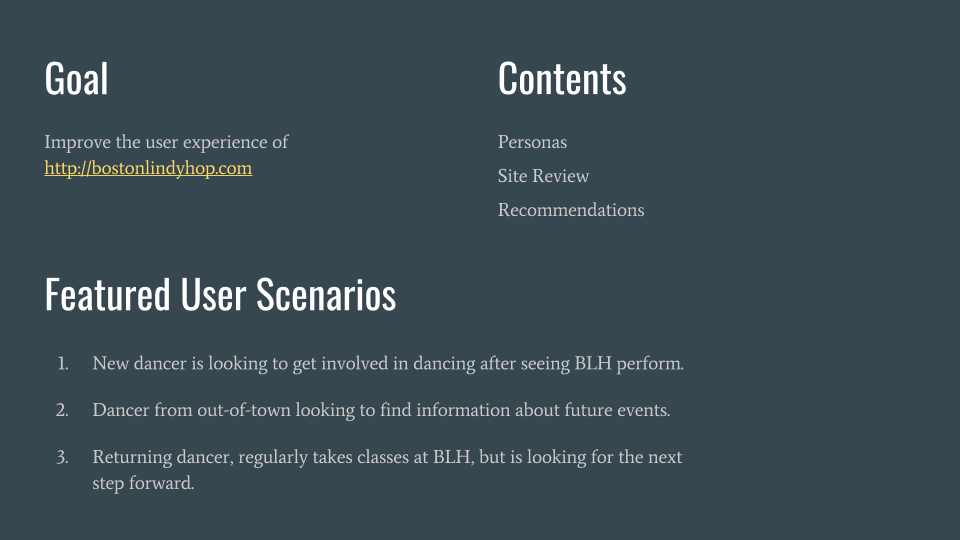 Goal
Improve the user experience of
http://bostonlindyhop.com
Contents
Personas
Site Review
Recommendations
Featured User Scenarios
1. New dancer is looking to get involved in dancing after seeing BLH perform.
2. Dancer from out-of-town looking to find information about future events.
3. Returning dancer, regularly takes classes at BLH, but is looking for the next
step forward.